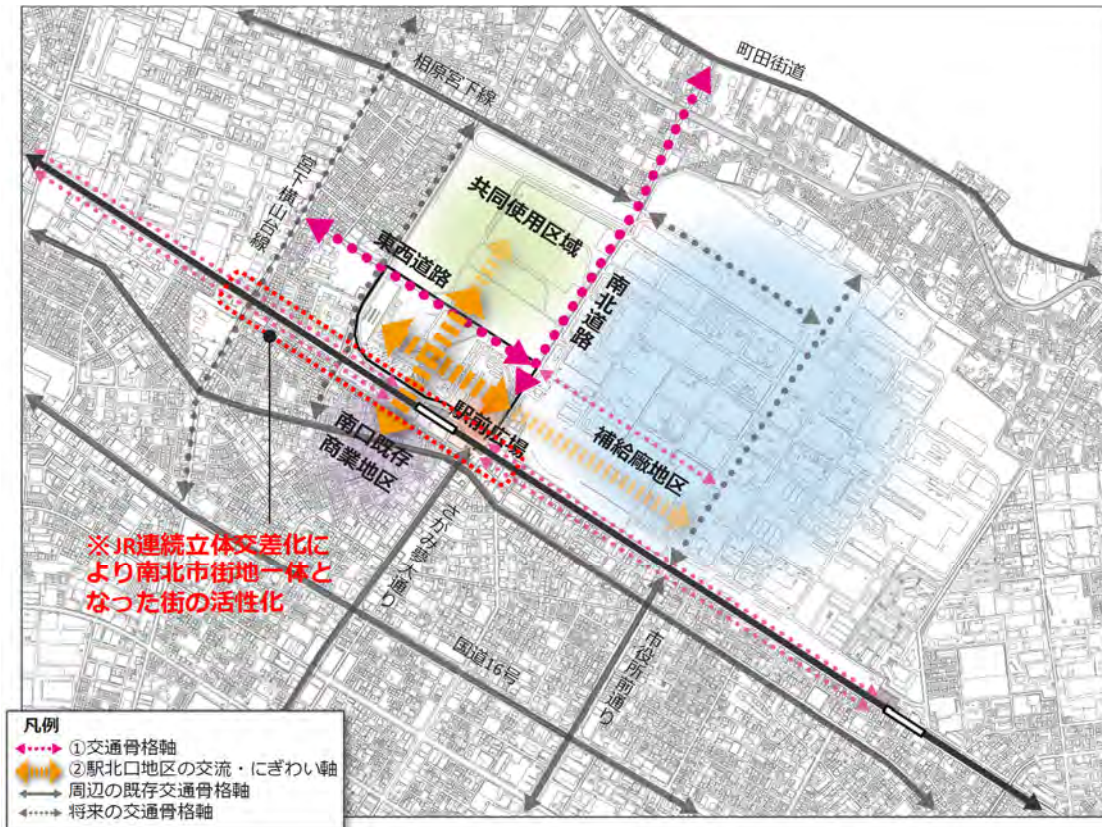 町田街道
相原宮下線
宮下横山台線
共同使用区域
東西道路
南北道路
駅前広場
補給廠地区
南口既存
商業地区
※JR連続立体交差化に
より南北市街地一体と
なった街の活性化
さがみ夢大通り
国道16号
市役所前通り
凡例
①交通骨格軸
②駅北口地区の交流・にぎわい軸
周辺の既存交通骨格軸
将来の交通骨格軸